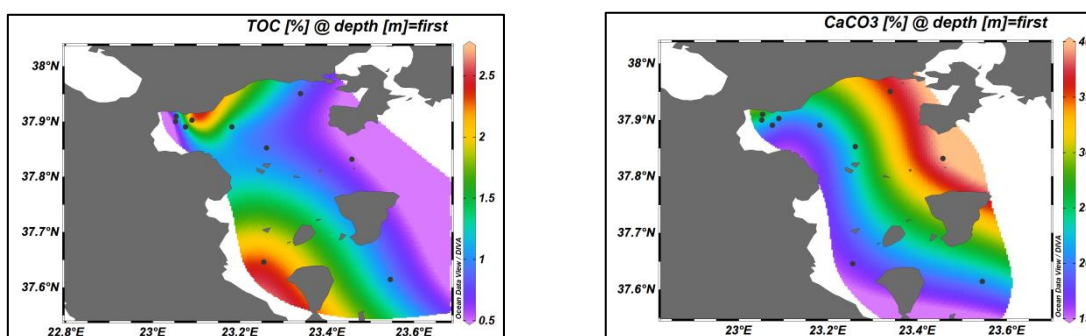 TOC [%] @ depth [m]=first
38°N
37.9°N
37.8°N
37.7°N
37.6°N
22.8°E
23°E
23.2°E
23.4°E
23.6°E
2.5
2
1.5
1
0.5
Ocean Data View / DIVA
CaCO3 [%] @ depth [m]=first
38°N
37.9°N
37.8°N
37.7°N
37.6°N
23°E
23.2°E
23.4°E
23.6°E
Ocean Data View / DIVA